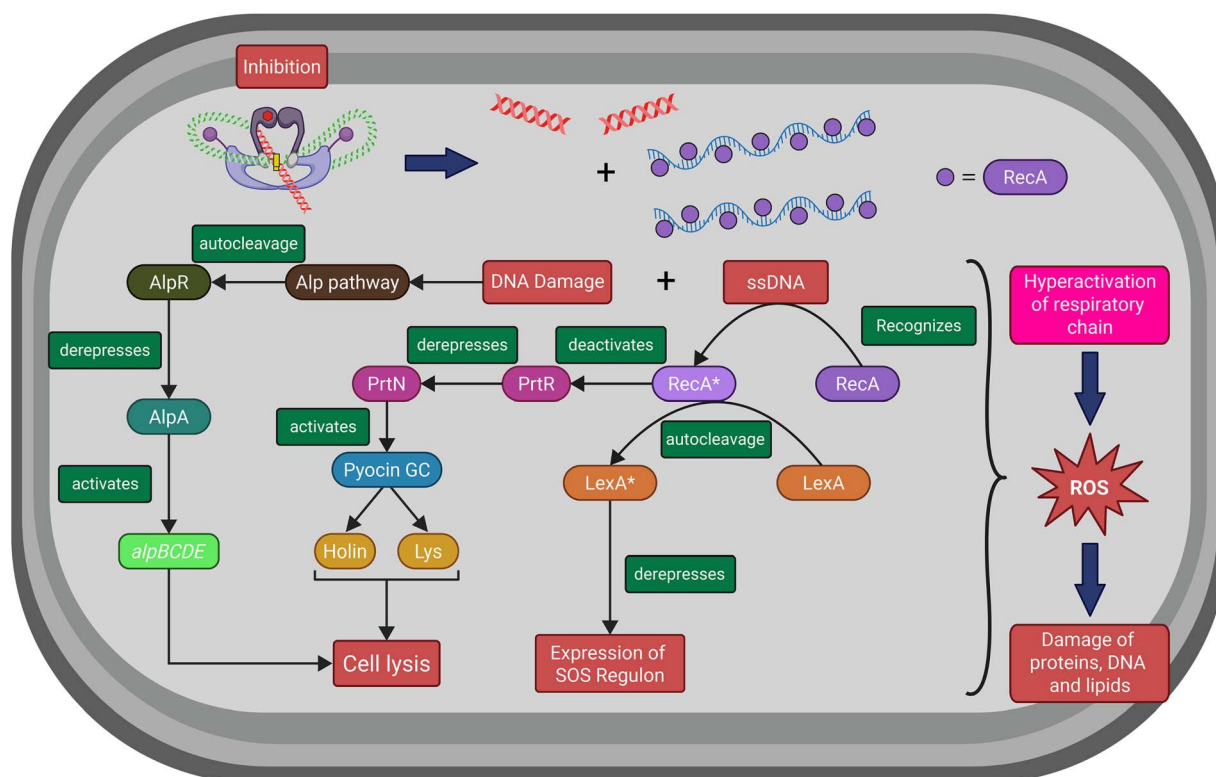 Inhibition
+
= RecA
autocleavage
AlpR
Alp pathway
DNA Damage
+
ssDNA
Hyperactivation
of respiratory
chain
Recognizes
derepresses
derepresses
deactivates
PrtN
PrtR
RecA*
RecA
AlpA
activates
autocleavage
activates
Pyocin GC
LexA*
LexA
ROS
alpBCDE
Holin
Lys
derepresses
Cell lysis
Expression of
SOS Regulon
Damage of
proteins, DNA
and lipids